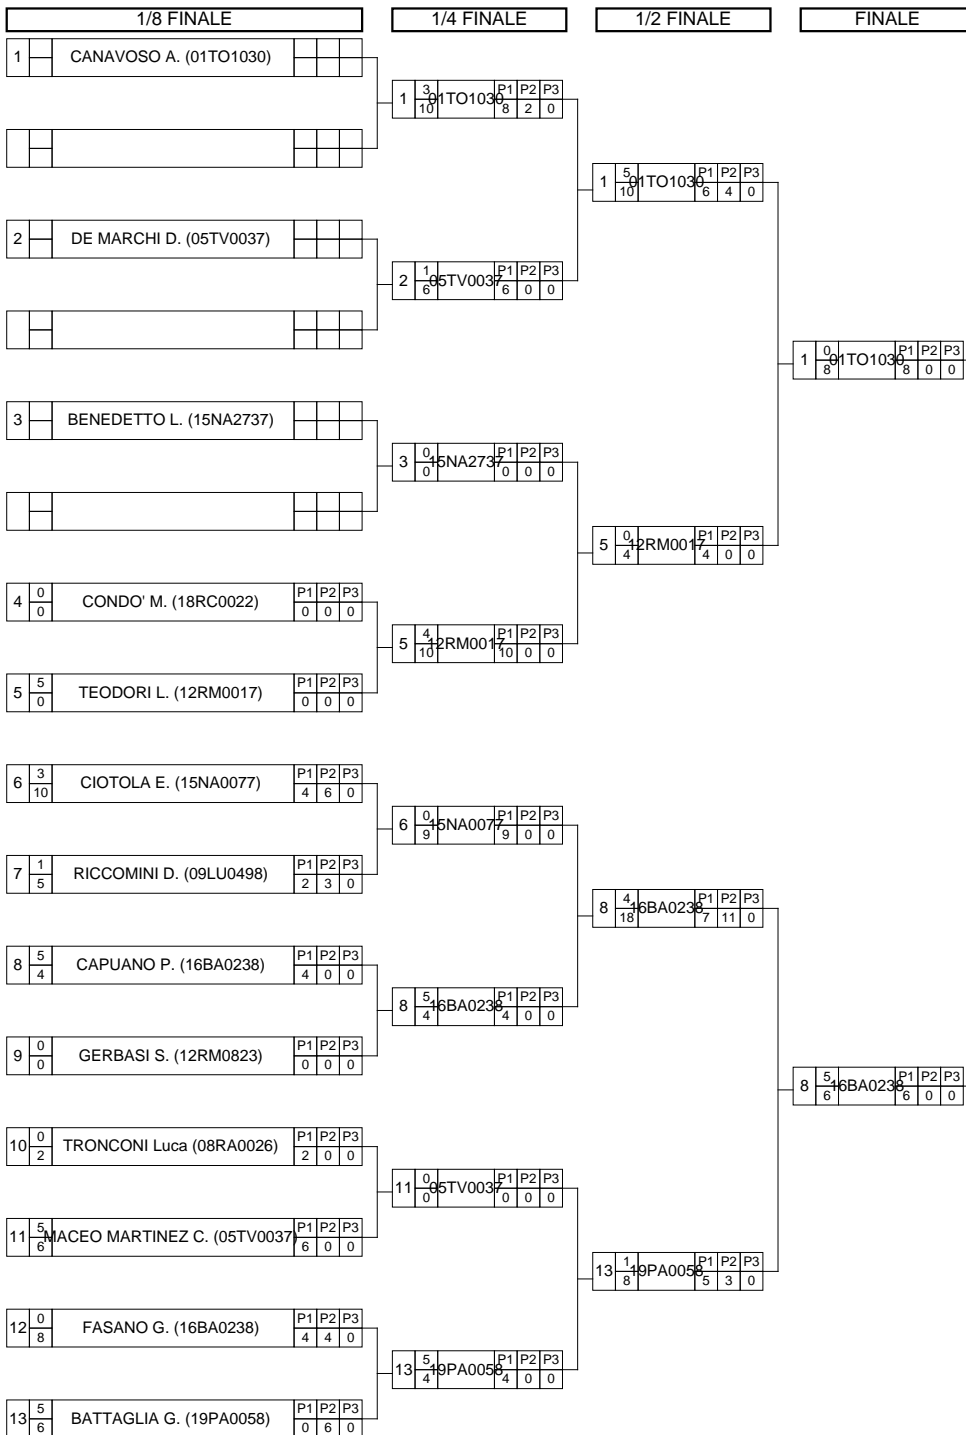 1/8 FINALE
1/4 FINALE
1/2 FINALE
FINALE
1 CANAVOSO A. (01TO1030)
2 DE MARCHI D. (05TV0037)
3 BENEDETTO L. (15NA2737)
4 0 0 CONDO' M. (18RC0022) P1 P2 P3 0 0 0
5 5 0 TEODORI L. (12RM0017) P1 P2 P3 0 0 0
6 3 10 CIOTOLA E. (15NA0077) P1 P2 P3 4 6 0
7 1 5 RICCOMINI D. (09LU0498) P1 P2 P3 2 3 0
8 5 4 CAPUANO P. (16BA0238) P1 P2 P3 4 0 0
9 0 0 GERBASI S. (12RM0823) P1 P2 P3 0 0 0
10 0 2 TRONCONI Luca (08RA0026) P1 P2 P3 2 0 0
11 5 6 MACEO MARTINEZ C. (05TV0037) P1 P2 P3 6 0 0
12 0 8 FASANO G. (16BA0238) P1 P2 P3 4 4 0
13 5 6 BATTAGLIA G. (19PA0058) P1 P2 P3 0 6 0
1 3 10 01TO1030 P1 P2 P3 8 2 0
2 1 6 05TV0037 P1 P2 P3 6 0 0
3 0 0 15NA2737 P1 P2 P3 0 0 0
5 4 10 12RM0017 P1 P2 P3 10 0 0
6 0 9 15NA0077 P1 P2 P3 9 0 0
8 5 4 16BA0238 P1 P2 P3 4 0 0
11 0 0 05TV0037 P1 P2 P3 0 0 0
13 5 4 19PA0058 P1 P2 P3 4 0 0
1 5 10 01TO1030 P1 P2 P3 6 4 0
5 0 4 12RM0017 P1 P2 P3 4 0 0
8 4 18 16BA0238 P1 P2 P3 7 11 0
13 1 8 19PA0058 P1 P2 P3 5 3 0
1 0 8 01TO1030 P1 P2 P3 8 0 0
8 5 6 16BA0238 P1 P2 P3 6 0 0